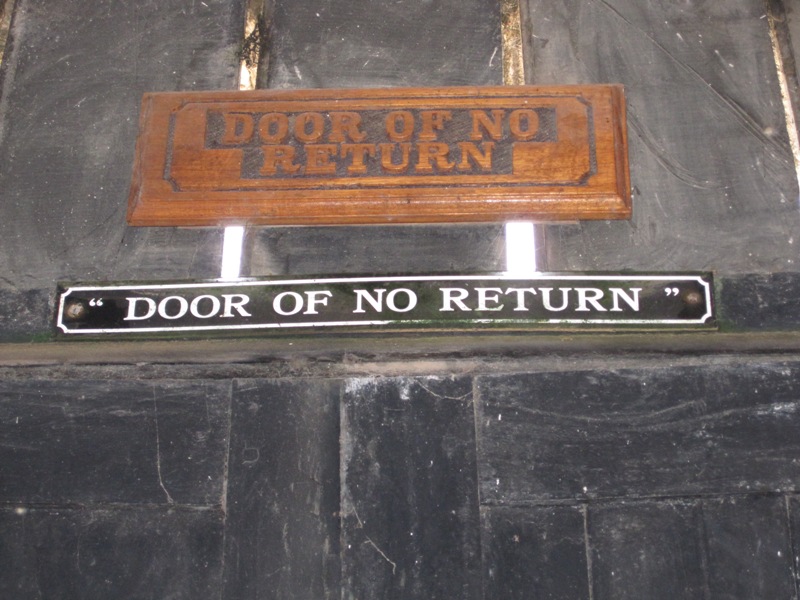 DOOR OF NO
RETURN
“ DOOR OF NO RETURN ”